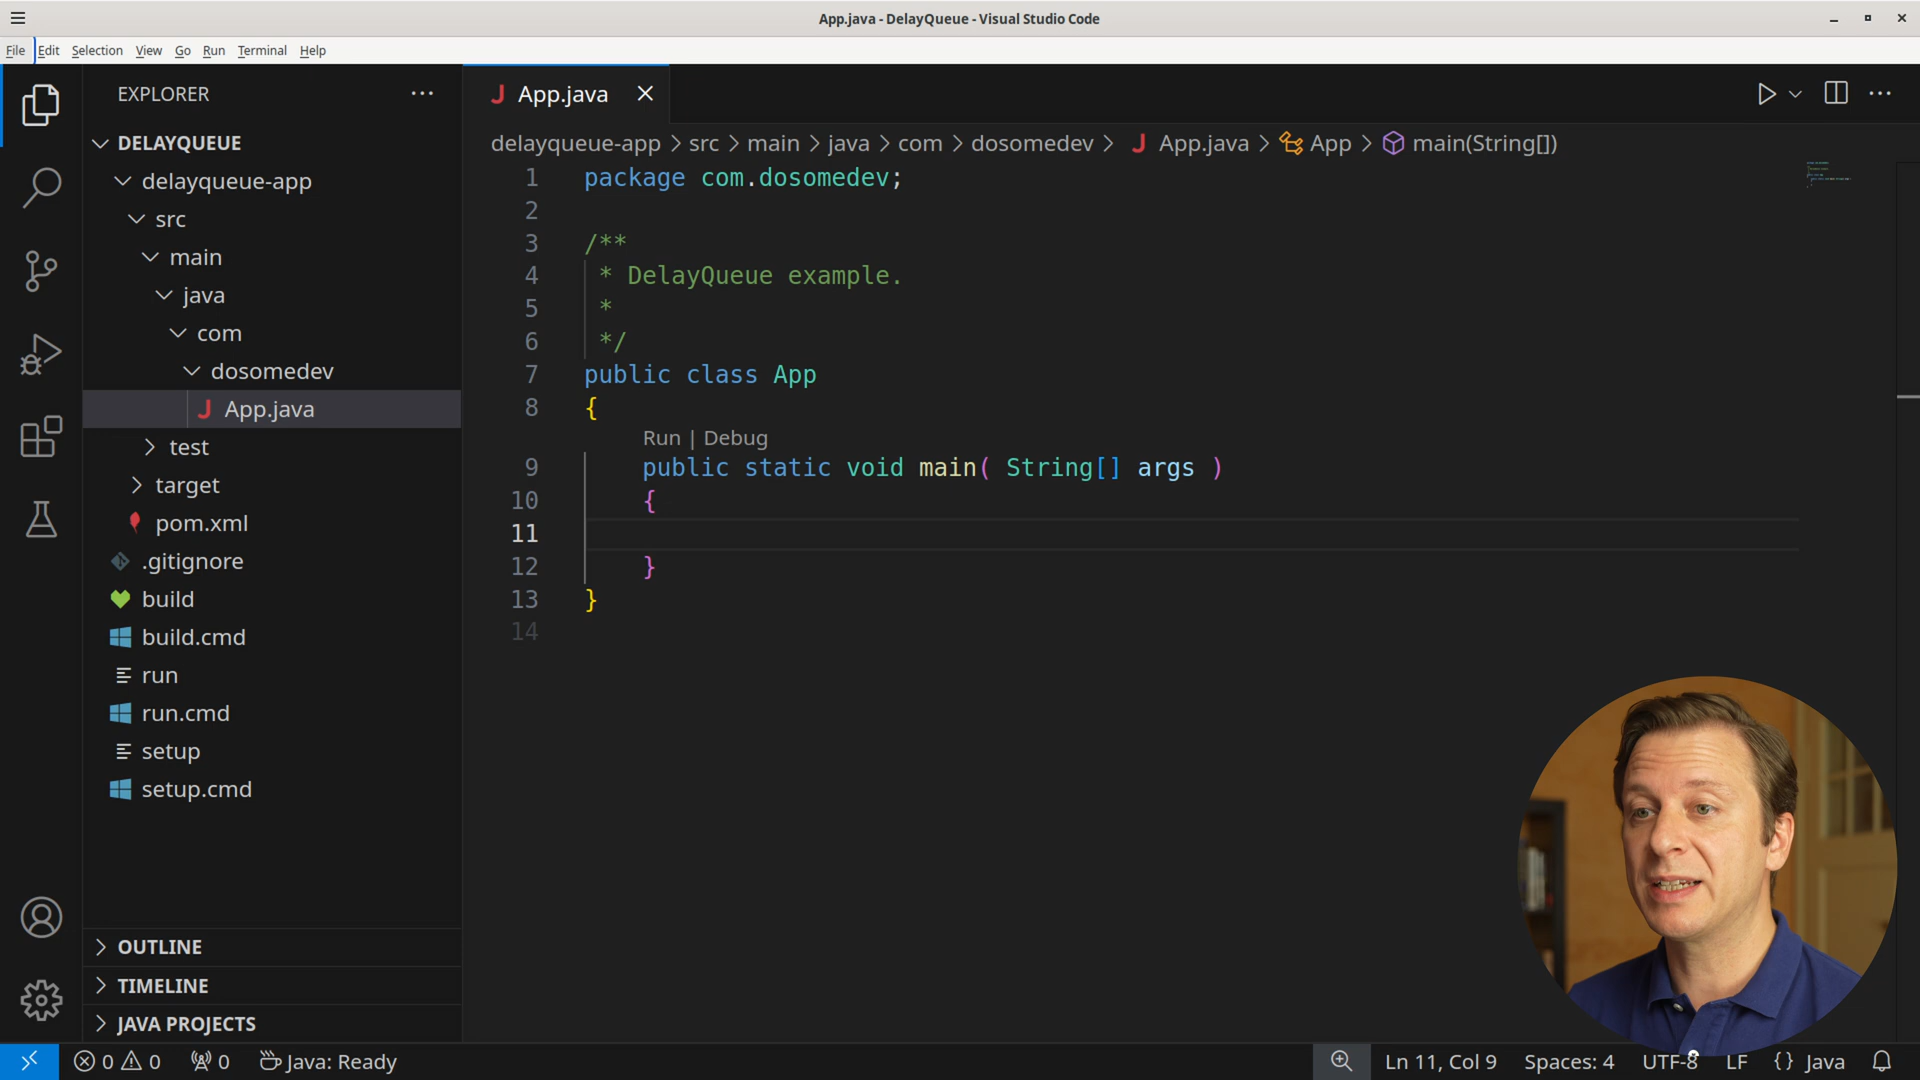 App.java - DelayQueue - Visual Studio Code
File Edit Selection View Go Run Terminal Help
EXPLORER
DELAYQUEUE
delayqueue-app
src
main
java
com
dosomedev
App.java
test
target
pom.xml
.gitignore
build
build.cmd
run
run.cmd
setup
setup.cmd
OUTLINE
TIMELINE
JAVA PROJECTS
App.java
delayqueue-app > src > main > java > com > dosomedev > App.java > App > main(String[])
1 package com.dosomedev;
2
3 /**
4 * DelayQueue example.
5 *
6 */
7 public class App
8 {
Run | Debug
9 public static void main( String[] args )
10 {
11
12 }
13 }
14
0 0 0 Java: Ready
Ln 11, Col 9 Spaces: 4 UTF-8 LF {} Java